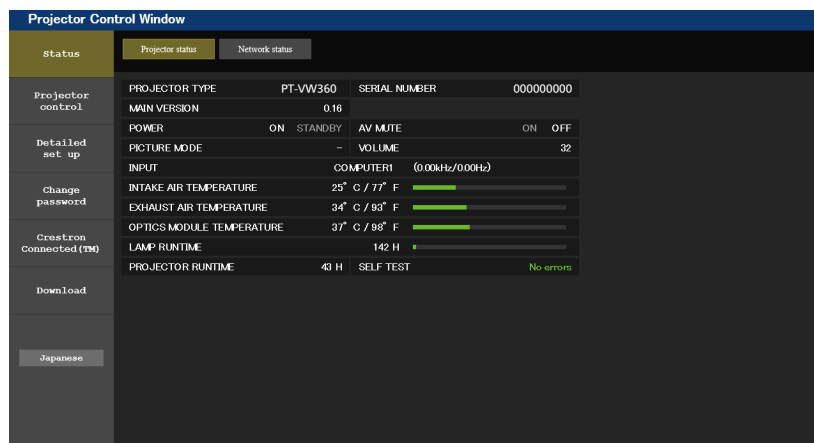 Projector Control Window
Status
Projector control
Detailed set up
Change password
Crestron Connected(TM)
Download
Japanese
Projector status Network status
PROJECTOR TYPE PT-VW360 SERIAL NUMBER 000000000
MAIN VERSION 0.16
POWER ON STANDBY AV MUTE ON OFF
PICTURE MODE – VOLUME 32
INPUT COMPUTER1 (0.00kHz/0.00Hz)
INTAKE AIR TEMPERATURE 25° C / 77° F
EXHAUST AIR TEMPERATURE 34° C / 93° F
OPTICS MODULE TEMPERATURE 37° C / 98° F
LAMP RUNTIME 142 H
PROJECTOR RUNTIME 43 H SELF TEST No errors